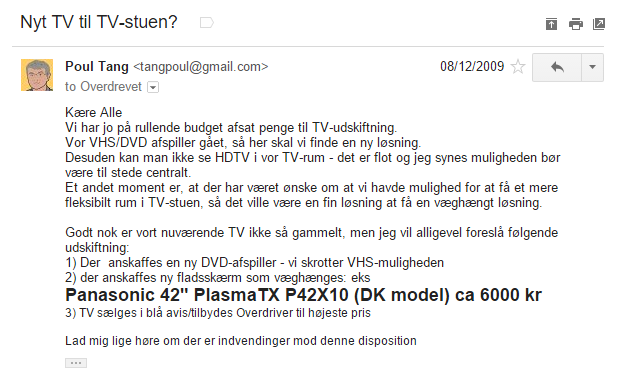 Nyt TV til TV-stuen?
Poul Tang <tangpoul@gmail.com>
08/12/2009
to Overdrevet
Kære Alle
Vi har jo på rullende budget afsat penge til TV-udskiftning.
Vor VHS/DVD afspiller gået, så her skal vi finde en ny løsning.
Desuden kan man ikke se HDTV i vor TV-rum - det er flot og jeg synes muligheden bør
være til stede centralt.
Et andet moment er, at der har været ønske om at vi havde mulighed for at få et mere
fleksibilt rum i TV-stuen, så det ville være en fin løsning at få en væghængt løsning.
Godt nok er vort nuværende TV ikke så gammelt, men jeg vil alligevel foreslå følgende
udskiftning:
1) Der  anskaffes en ny DVD-afspiller - vi skrotter VHS-muligheden
2) der anskaffes ny fladsskærm som væghænges: eks
Panasonic 42" PlasmaTX P42X10 (DK model) ca 6000 kr
3) TV sælges i blå avis/tilbydes Overdriver til højeste pris
Lad mig lige høre om der er indvendinger mod denne disposition